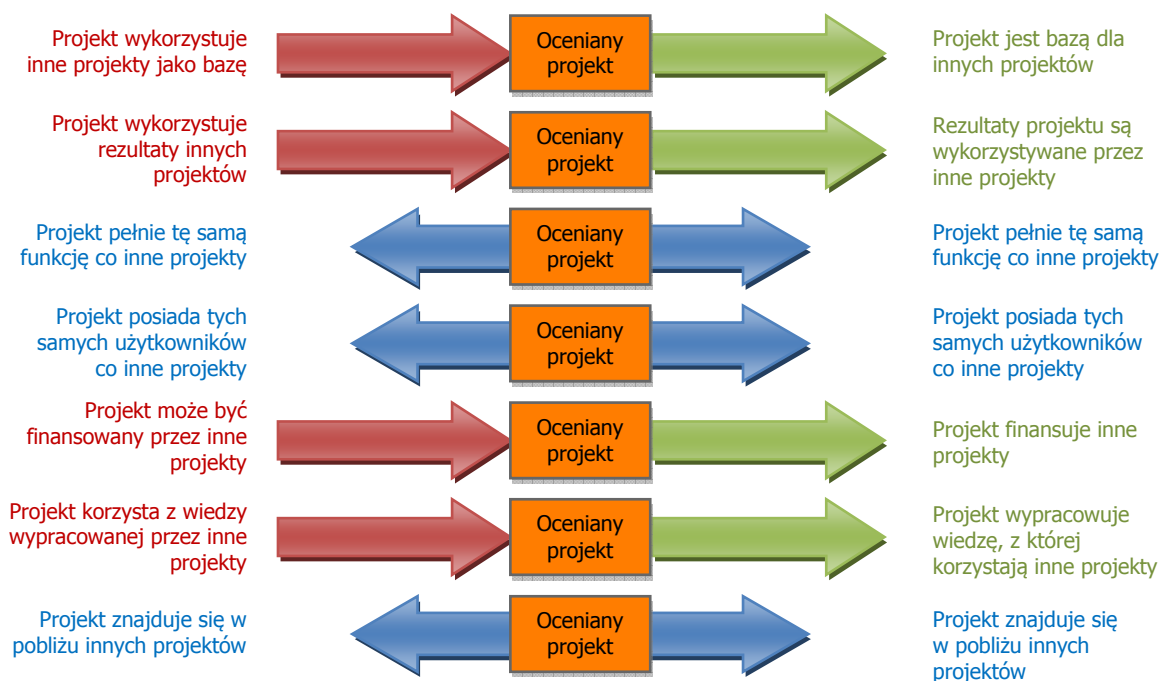 Projekt wykorzystuje
inne projekty jako bazę
Oceniany
projekt
Projekt jest bazą dla
innych projektów
Projekt wykorzystuje
rezultaty innych
projektów
Oceniany
projekt
Rezultaty projektu są
wykorzystywane przez
inne projekty
Projekt pełnie tę samą
funkcję co inne projekty
Oceniany
projekt
Projekt pełnie tę samą
funkcję co inne projekty
Projekt posiada tych
samych użytkowników
co inne projekty
Oceniany
projekt
Projekt posiada tych
samych użytkowników
co inne projekty
Projekt może być
finansowany przez inne
projekty
Oceniany
projekt
Projekt finansuje inne
projekty
Projekt korzysta z wiedzy
wypracowanej przez inne
projekty
Oceniany
projekt
Projekt wypracowuje
wiedzę, z której
korzystają inne projekty
Projekt znajduje się w
pobliżu innych projektów
Oceniany
projekt
Projekt znajduje się
w pobliżu innych
projektów